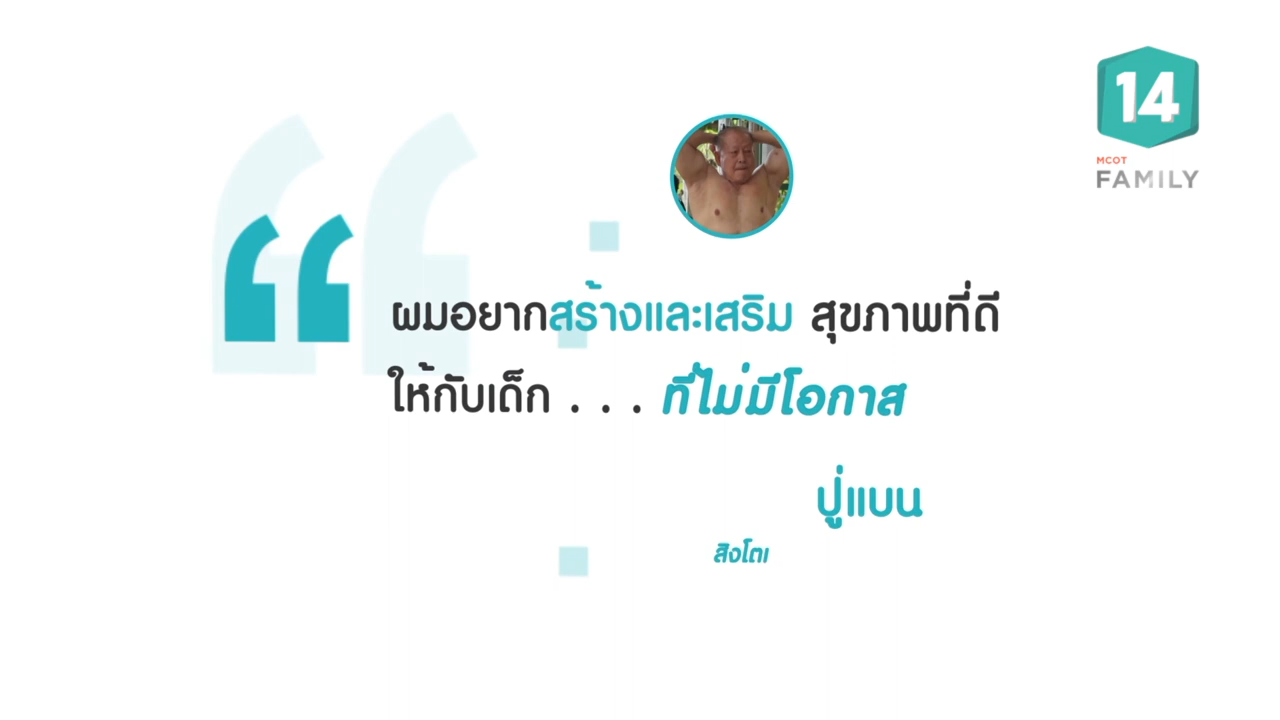 14
MCOT
FAMILY
ผมอยากสร้างและเสริม สุขภาพที่ดี
ให้กับเด็ก . . . ที่ไม่มีโอกาส
ปู่แบน
สิงโตเ